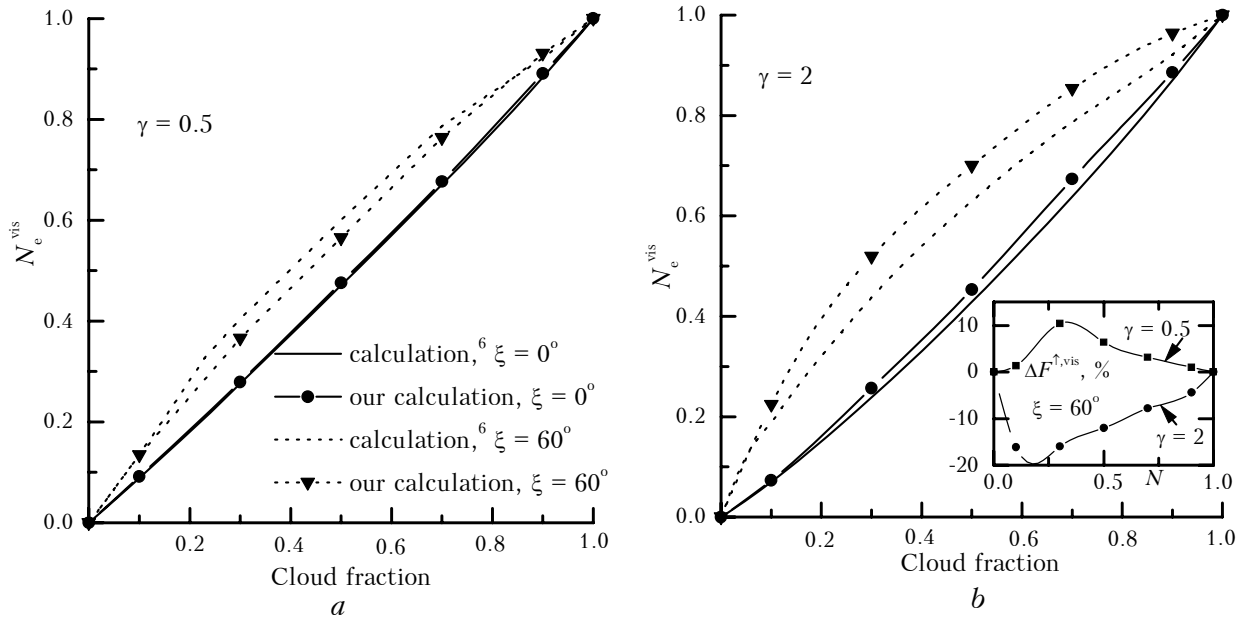 1.0
0.8
0.6
0.4
0.2
0.0
N_e^vis
γ = 0.5
calculation,⁶ ξ = 0°
our calculation, ξ = 0°
calculation,⁶ ξ = 60°
our calculation, ξ = 60°
0.2 0.4 0.6 0.8 1.0
Cloud fraction
a
1.0
0.8
0.6
0.4
0.2
0.0
N_e^vis
γ = 2
10
0
-10
-20
γ = 0.5
ΔF^↑,vis, %
ξ = 60°
γ = 2
0.0 0.5 N 1.0
0.2 0.4 0.6 0.8 1.0
Cloud fraction
b